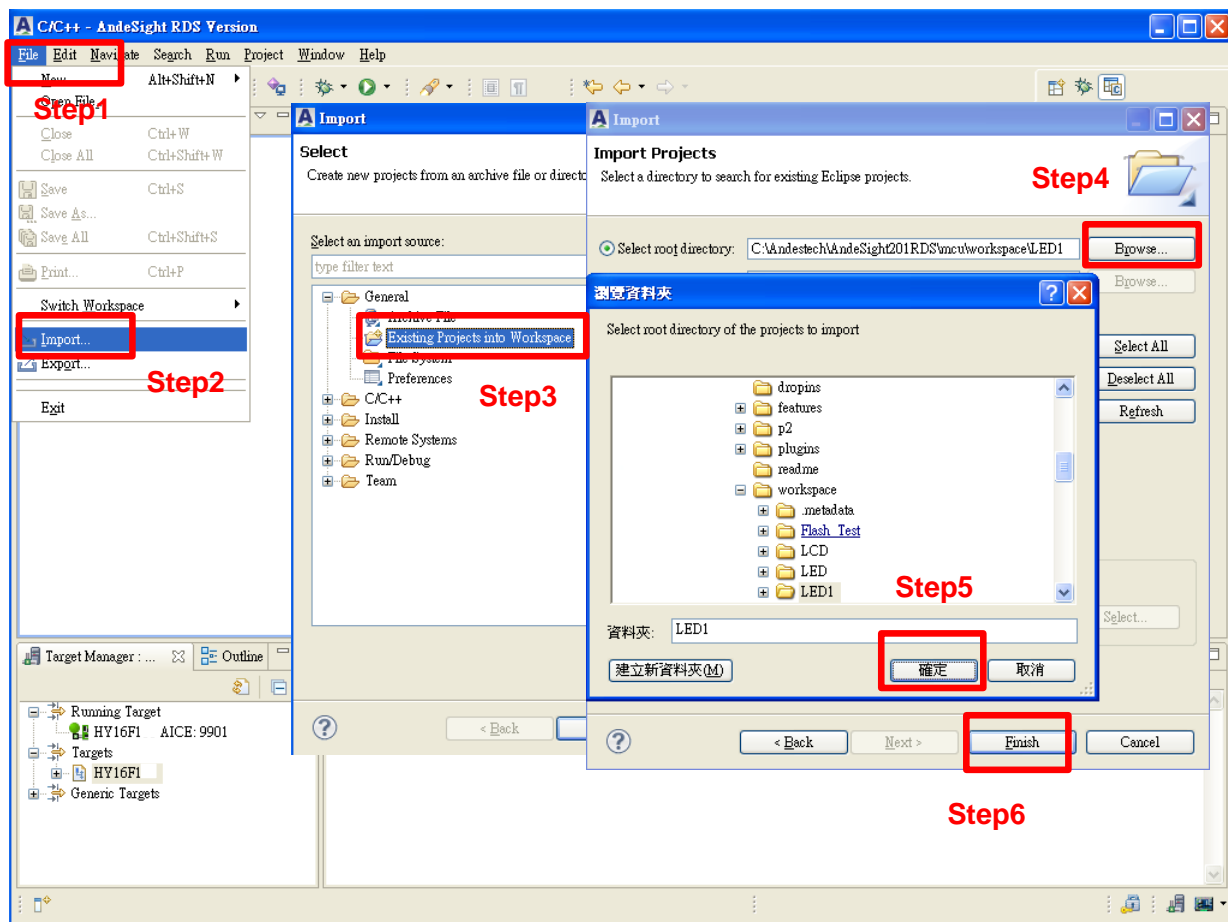 C/C++ - AndeSight RDS Version
File Edit Navigate Search Run Project Window Help
New Alt+Shift+N
Open File
Step1
Close Ctrl+W
Close All Ctrl+Shift+W
Save Ctrl+S
Save As...
Save All Ctrl+Shift+S
Print... Ctrl+P
Switch Workspace
Import...
Export...
Step2
Exit
Import
Select
Create new projects from an archive file or directo
Select an import source:
type filter text
General
Archive File
Existing Projects into Workspace
File System
Preferences
Step3
C/C++
Install
Remote Systems
Run/Debug
Team
< Back
Import
Import Projects
Select a directory to search for existing Eclipse projects.
Step4
Select root directory: C:\Andestech\AndeSight201RDS\mcu\workspace\LED1 Browse...
Browse...
Select All
Deselect All
Refresh
Select...
瀏覽資料夾
Select root directory of the projects to import
dropins
features
p2
plugins
readme
workspace
.metadata
Flash_Test
LCD
LED
LED1
Step5
資料夾: LED1
建立新資料夾(M) 確定 取消
< Back Next > Finish Cancel
Step6
Target Manager : ... Outline
Running Target
HY16F1 AICE: 9901
Targets
HY16F1
Generic Targets